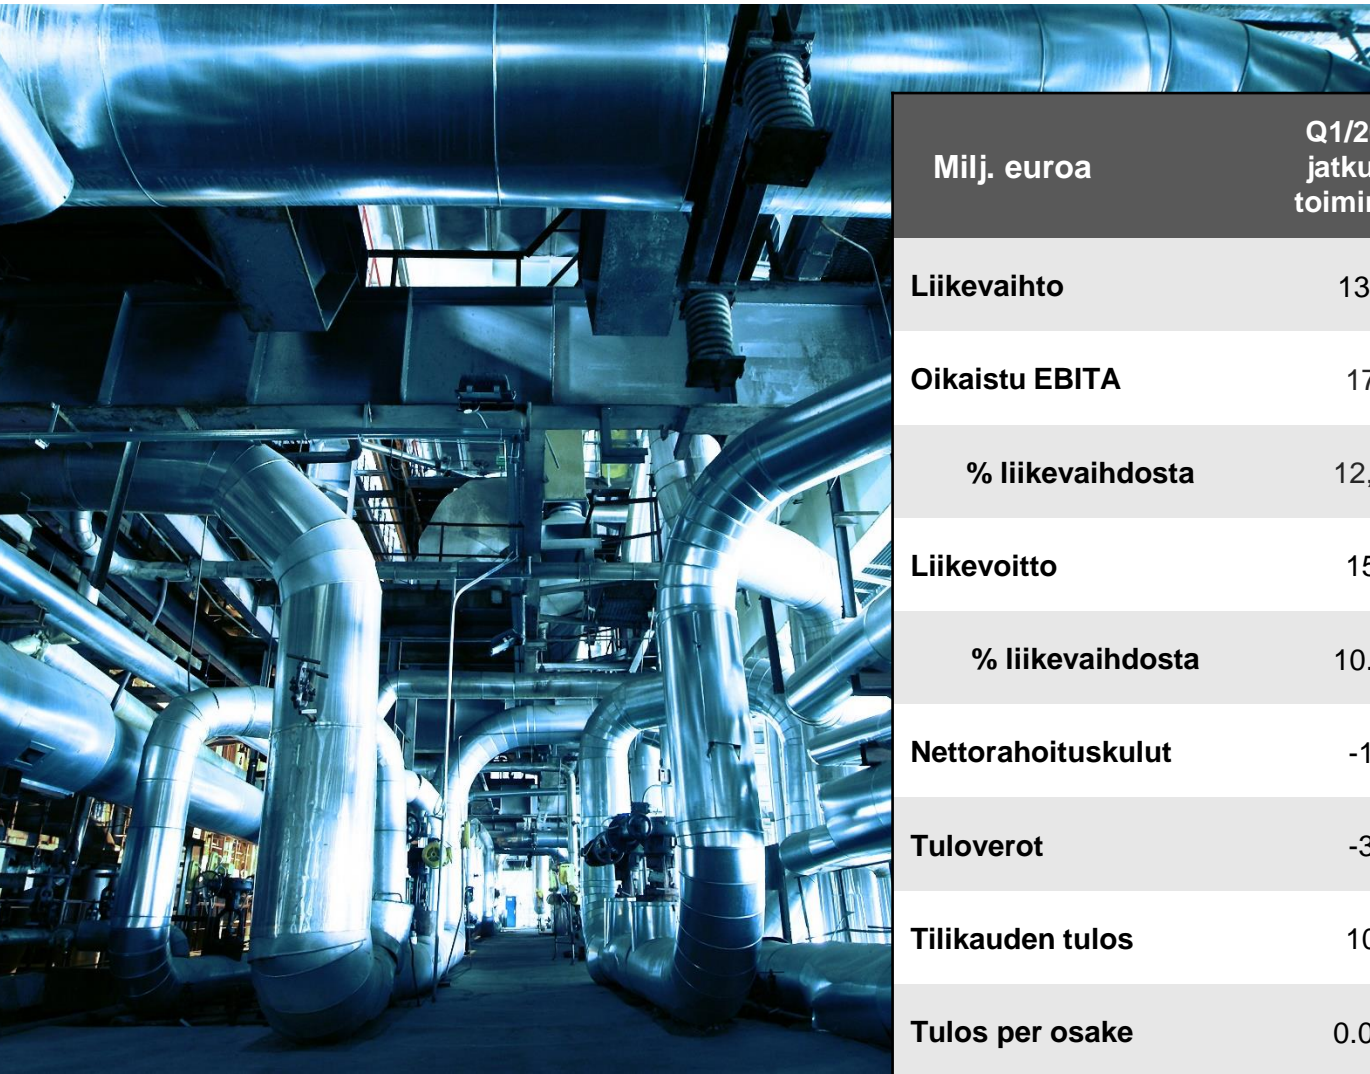 Q1/2
Milj. euroa jatku
toimin
Liikevaihto 13
Oikaistu EBITA 17
% liikevaihdosta 12,
Liikevoitto 15
% liikevaihdosta 10.
Nettorahoituskulut -1
Tuloverot -3
Tilikauden tulos 10
Tulos per osake 0.0